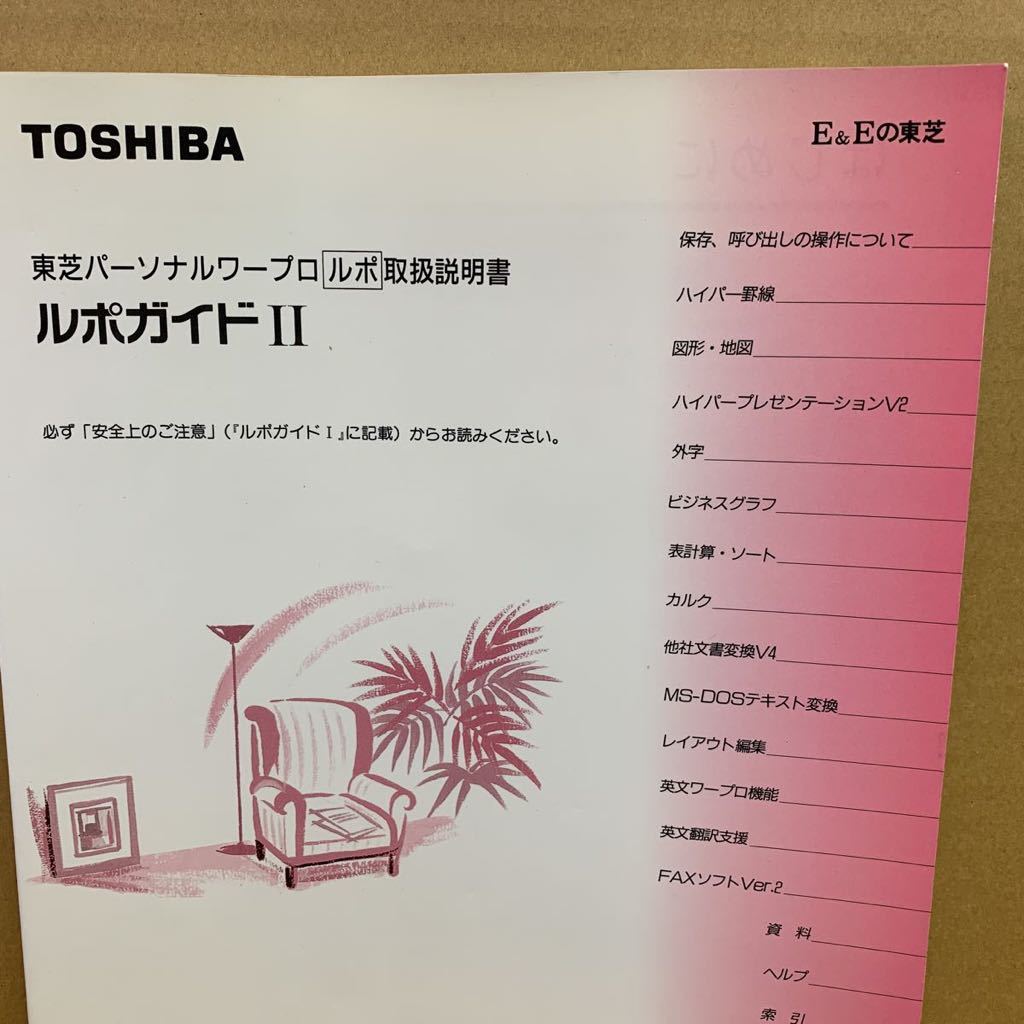 TOSHIBA
E&Eの東芝
東芝パーソナルワープロルポ取扱説明書
ルポガイドII
必ず「安全上のご注意」(『ルポガイドI』に記載)からお読みください。
保存、呼び出しの操作について
ハイパー罫線
図形・地図
ハイパープレゼンテーションV2
外字
ビジネスグラフ
表計算・ソート
カルク
他社文書変換V4
MS-DOSテキスト変換
レイアウト編集
英文ワープロ機能
英文翻訳支援
FAXソフトVer.2
資 料
ヘルプ
索 引